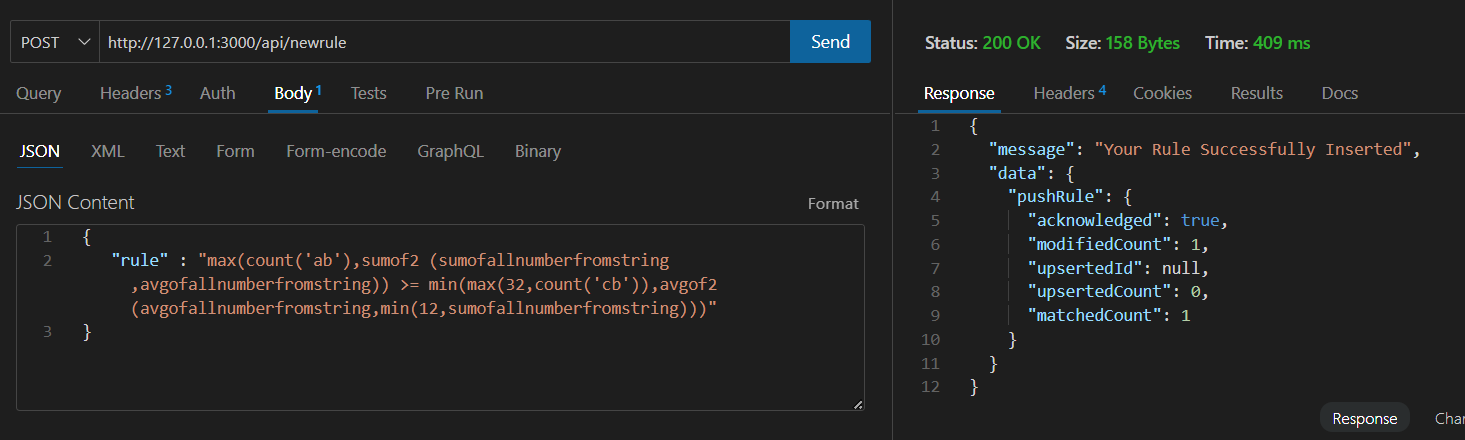 POST http://127.0.0.1:3000/api/newrule Send
Query Headers 3 Auth Body 1 Tests Pre Run
JSON XML Text Form Form-encode GraphQL Binary
JSON Content Format
1 {
2 "rule" : "max(count('ab'),sumof2 (sumofallnumberfromstring
,avgofallnumberfromstring)) >= min(max(32,count('cb')),avgof2
(avgofallnumberfromstring,min(12,sumofallnumberfromstring)))"
3 }
Status: 200 OK Size: 158 Bytes Time: 409 ms
Response Headers 4 Cookies Results Docs
1 {
2 "message": "Your Rule Successfully Inserted",
3 "data": {
4 "pushRule": {
5 "acknowledged": true,
6 "modifiedCount": 1,
7 "upsertedId": null,
8 "upsertedCount": 0,
9 "matchedCount": 1
10 }
11 }
12 }
Response Char